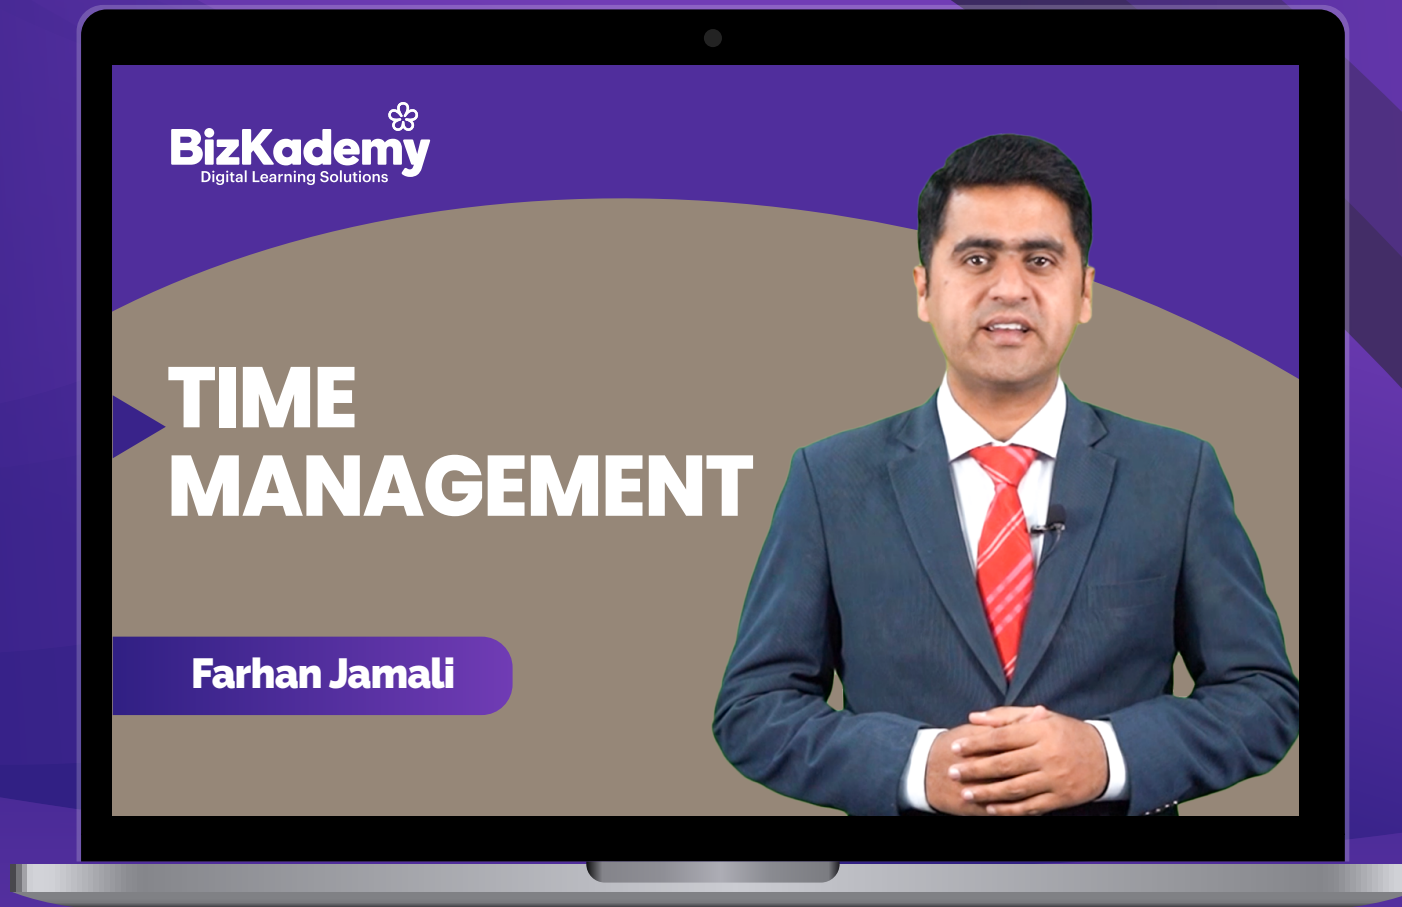 BizKademy
Digital Learning Solutions
TIME
MANAGEMENT
Farhan Jamali